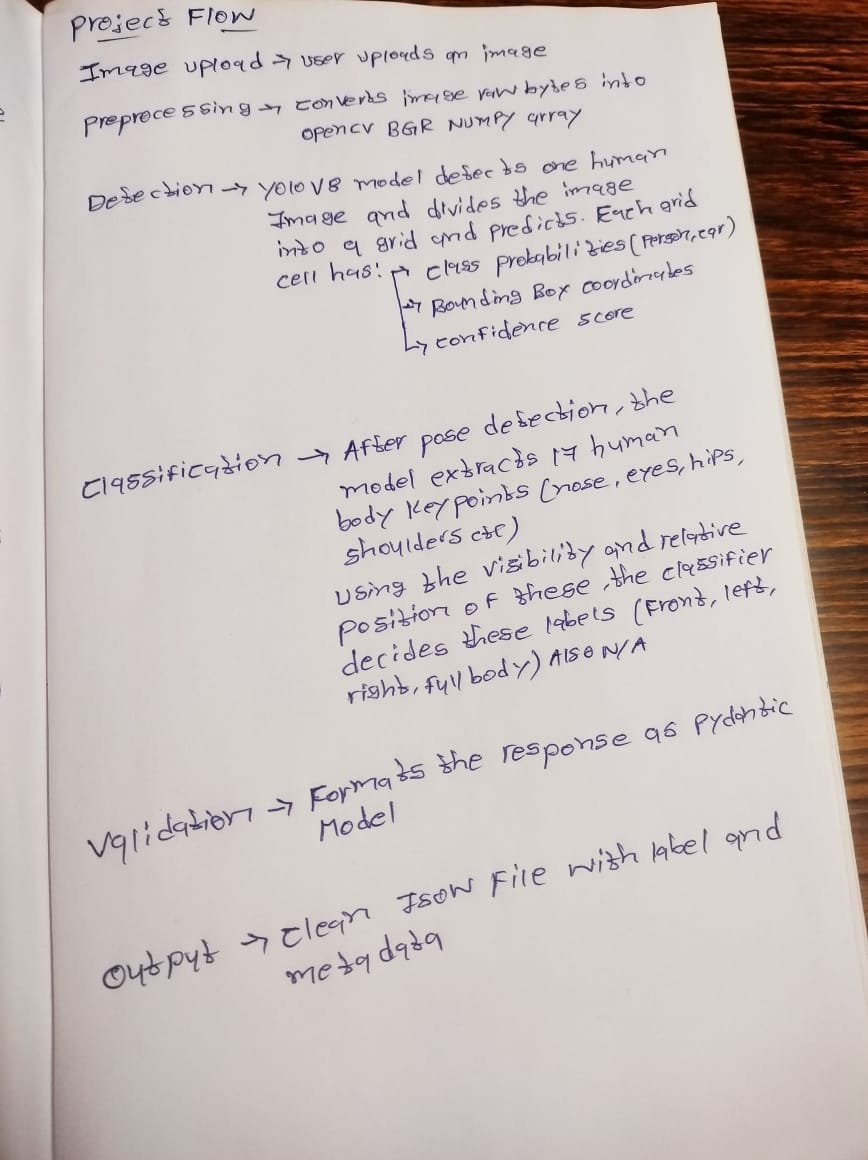 Project Flow
Image upload → user uploads an image
Preprocessing → converts image raw bytes into
opencv BGR NUMPY array
Detection → YOLO V8 model detects one human
Image and divides the image
into a grid and predicts. Each grid
cell has: → class probabilities (Person, car)
→ Bounding Box coordinates
→ confidence score
Classification → After pose detection, the
model extracts 17 human
body Keypoints (nose, eyes, hips,
shoulders etc)
using the visibility and relative
position of these, the classifier
decides these labels (Front, left,
right, full body) Also N/A
Validation → Formats the response as Pydantic
Model
Output → Clean JSON File with label and
metadata